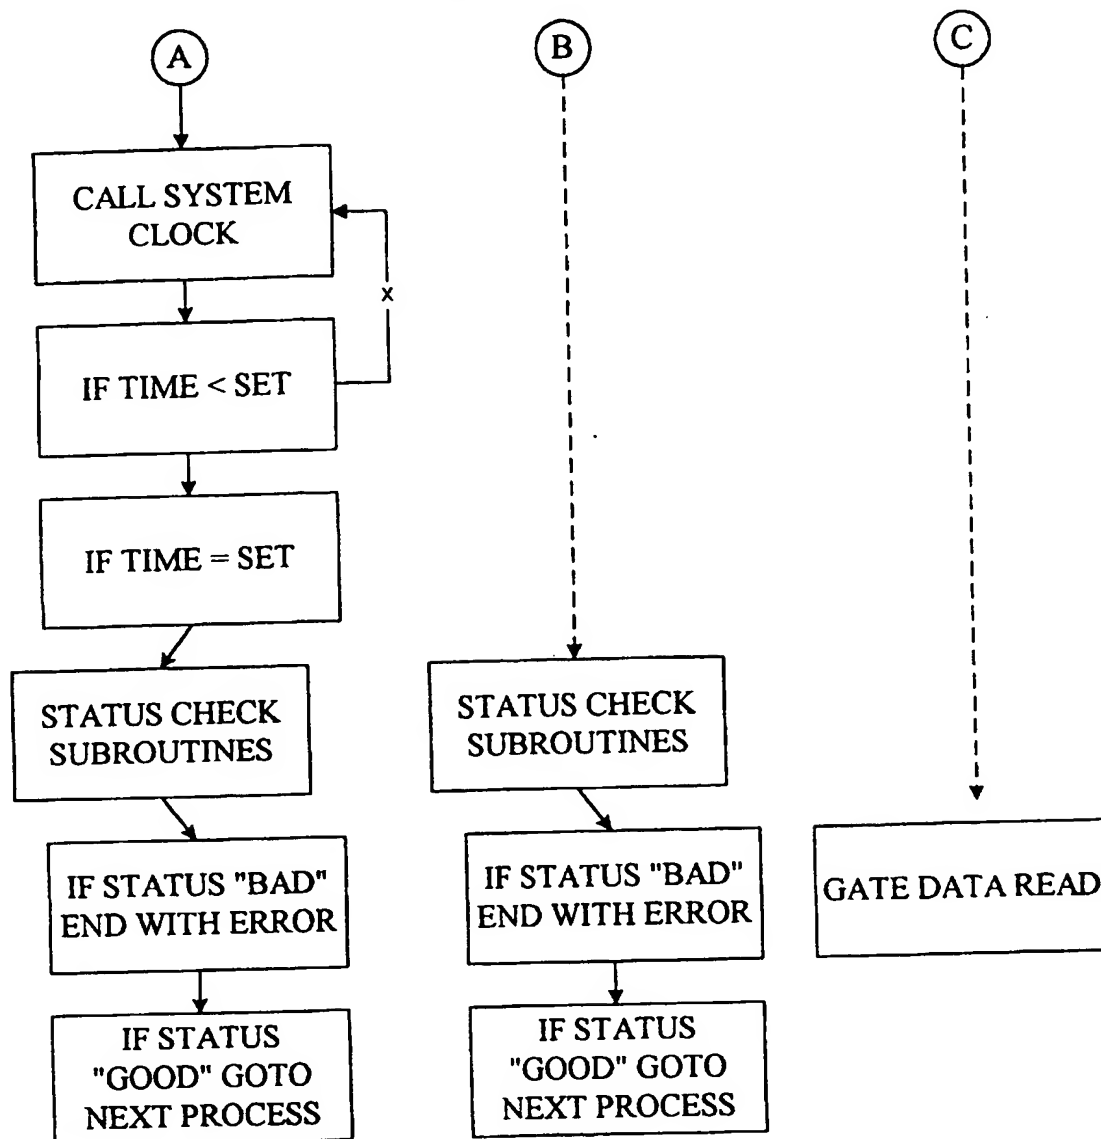 A
CALL SYSTEM
CLOCK
x
IF TIME < SET
IF TIME = SET
STATUS CHECK
SUBROUTINES
IF STATUS "BAD"
END WITH ERROR
IF STATUS
"GOOD" GOTO
NEXT PROCESS
B
STATUS CHECK
SUBROUTINES
IF STATUS "BAD"
END WITH ERROR
IF STATUS
"GOOD" GOTO
NEXT PROCESS
C
GATE DATA READ